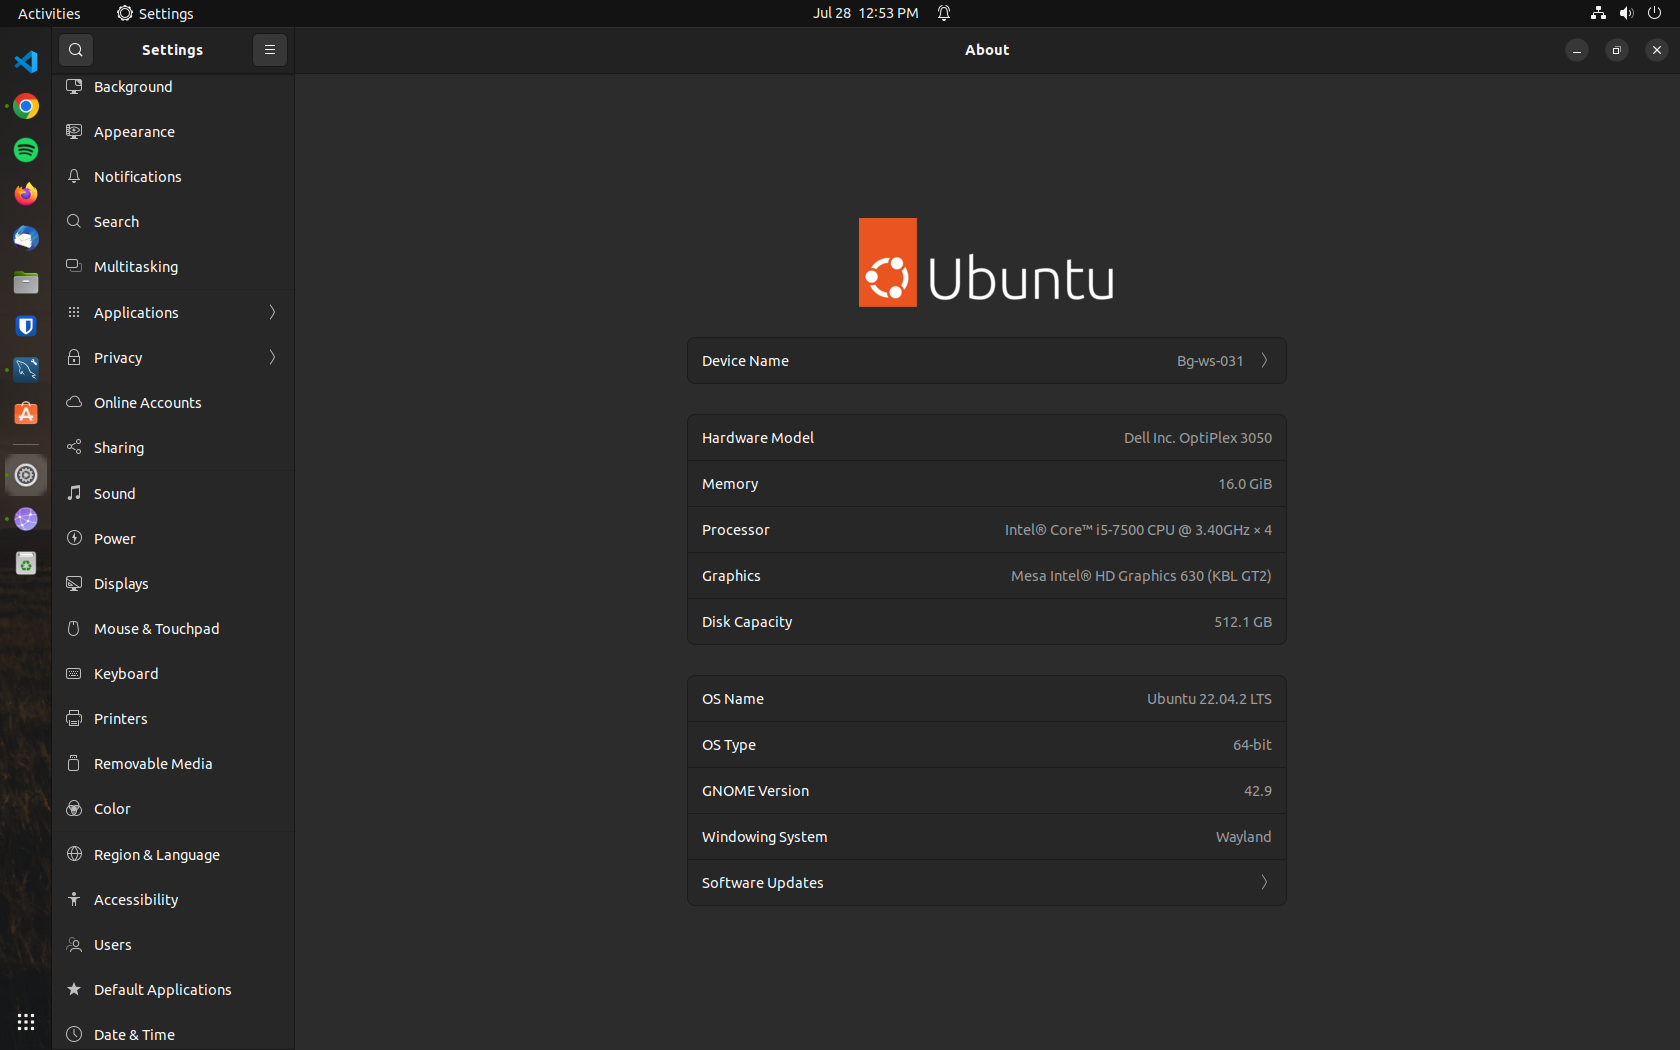 Activities
Settings
Jul 28 12:53 PM
Settings
About
Background
Appearance
Notifications
Search
Multitasking
Applications
Privacy
Online Accounts
Sharing
Sound
Power
Displays
Mouse & Touchpad
Keyboard
Printers
Removable Media
Color
Region & Language
Accessibility
Users
Default Applications
Date & Time
Ubuntu
Device Name Bg-ws-031
Hardware Model Dell Inc. OptiPlex 3050
Memory 16.0 GiB
Processor Intel® Core™ i5-7500 CPU @ 3.40GHz × 4
Graphics Mesa Intel® HD Graphics 630 (KBL GT2)
Disk Capacity 512.1 GB
OS Name Ubuntu 22.04.2 LTS
OS Type 64-bit
GNOME Version 42.9
Windowing System Wayland
Software Updates